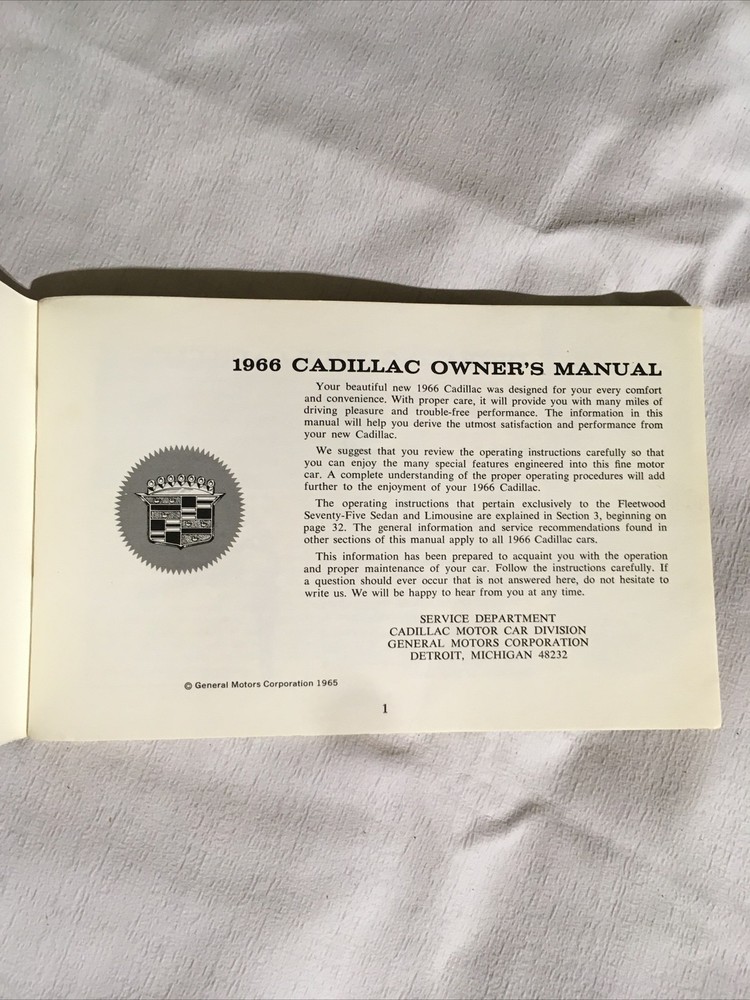 1966 CADILLAC OWNER'S MANUAL
Your beautiful new 1966 Cadillac was designed for your every comfort
and convenience. With proper care, it will provide you with many miles of
driving pleasure and trouble-free performance. The information in this
manual will help you derive the utmost satisfaction and performance from
your new Cadillac.
We suggest that you review the operating instructions carefully so that
you can enjoy the many special features engineered into this fine motor
car. A complete understanding of the proper operating procedures will add
further to the enjoyment of your 1966 Cadillac.
The operating instructions that pertain exclusively to the Fleetwood
Seventy-Five Sedan and Limousine are explained in Section 3, beginning on
page 32. The general information and service recommendations found in
other sections of this manual apply to all 1966 Cadillac cars.
This information has been prepared to acquaint you with the operation
and proper maintenance of your car. Follow the instructions carefully. If
a question should ever occur that is not answered here, do not hesitate to
write us. We will be happy to hear from you at any time.
SERVICE DEPARTMENT
CADILLAC MOTOR CAR DIVISION
GENERAL MOTORS CORPORATION
DETROIT, MICHIGAN 48232
© General Motors Corporation 1965
1